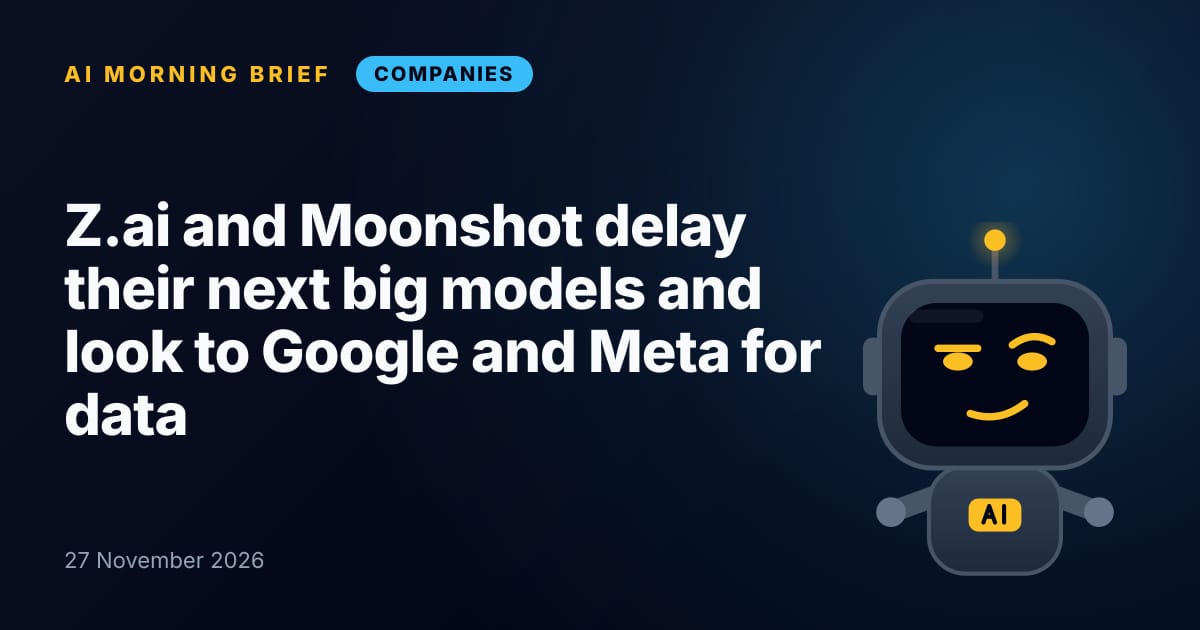 AI MORNING BRIEF
COMPANIES
Z.ai and Moonshot delay
their next big models and
look to Google and Meta for
data
AI
27 November 2026